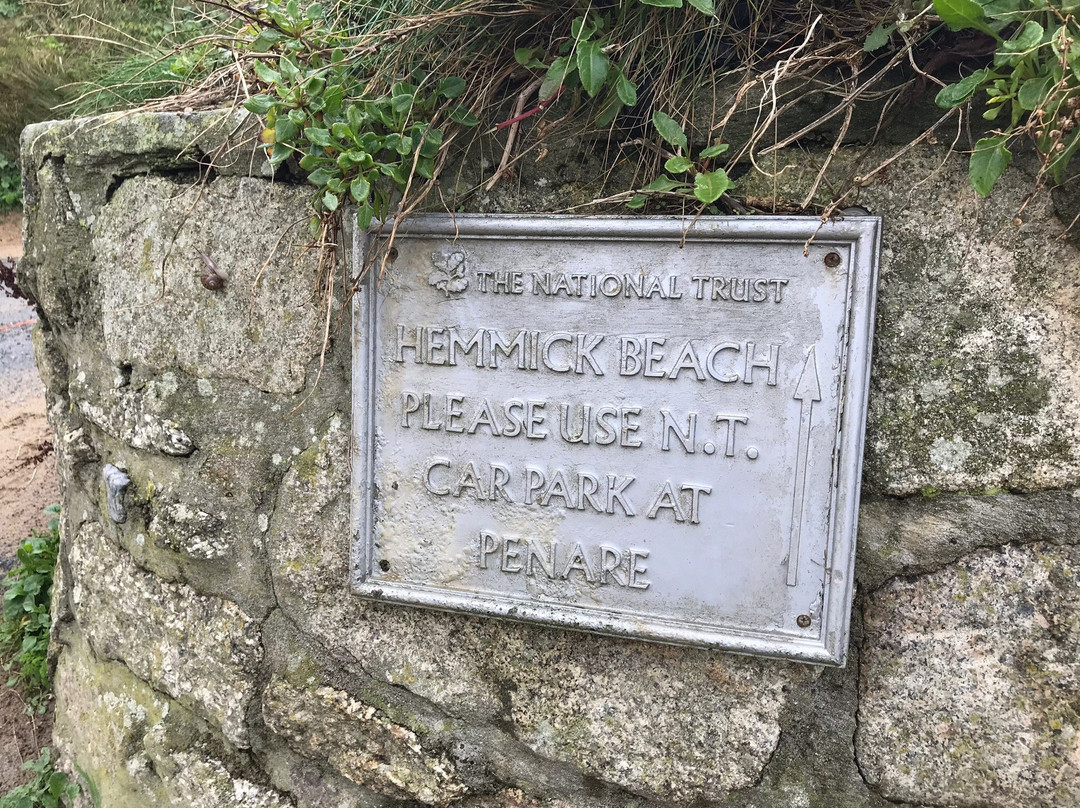 THE NATIONAL TRUST
HEMMICK BEACH
PLEASE USE N.T.
CAR PARK AT
PENARE